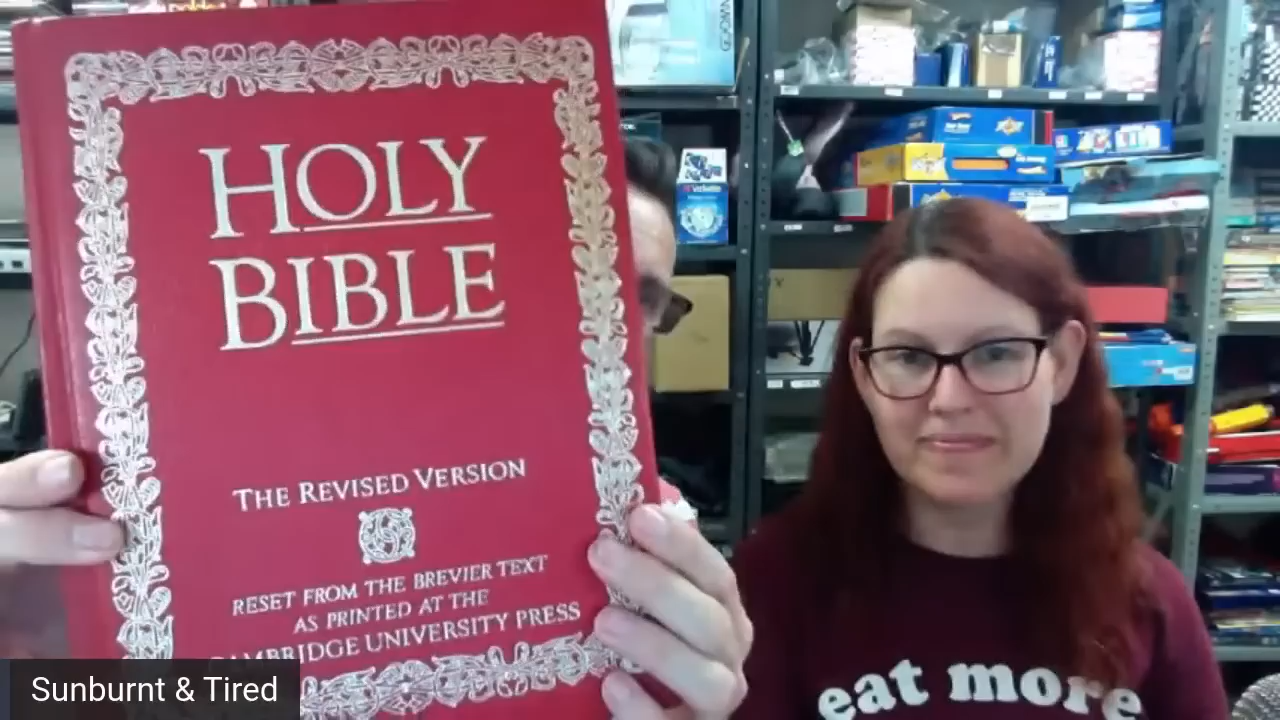 HOLY
BIBLE
THE REVISED VERSION
RESET FROM THE BREVIER TEXT
AS PRINTED AT THE
CAMBRIDGE UNIVERSITY PRESS
Verbatim
eat more
Sunburnt & Tired